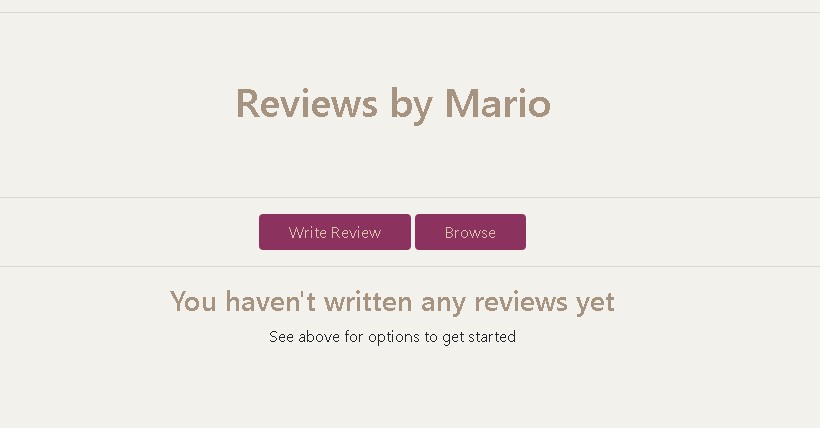 Reviews by Mario
Write Review Browse
You haven't written any reviews yet
See above for options to get started